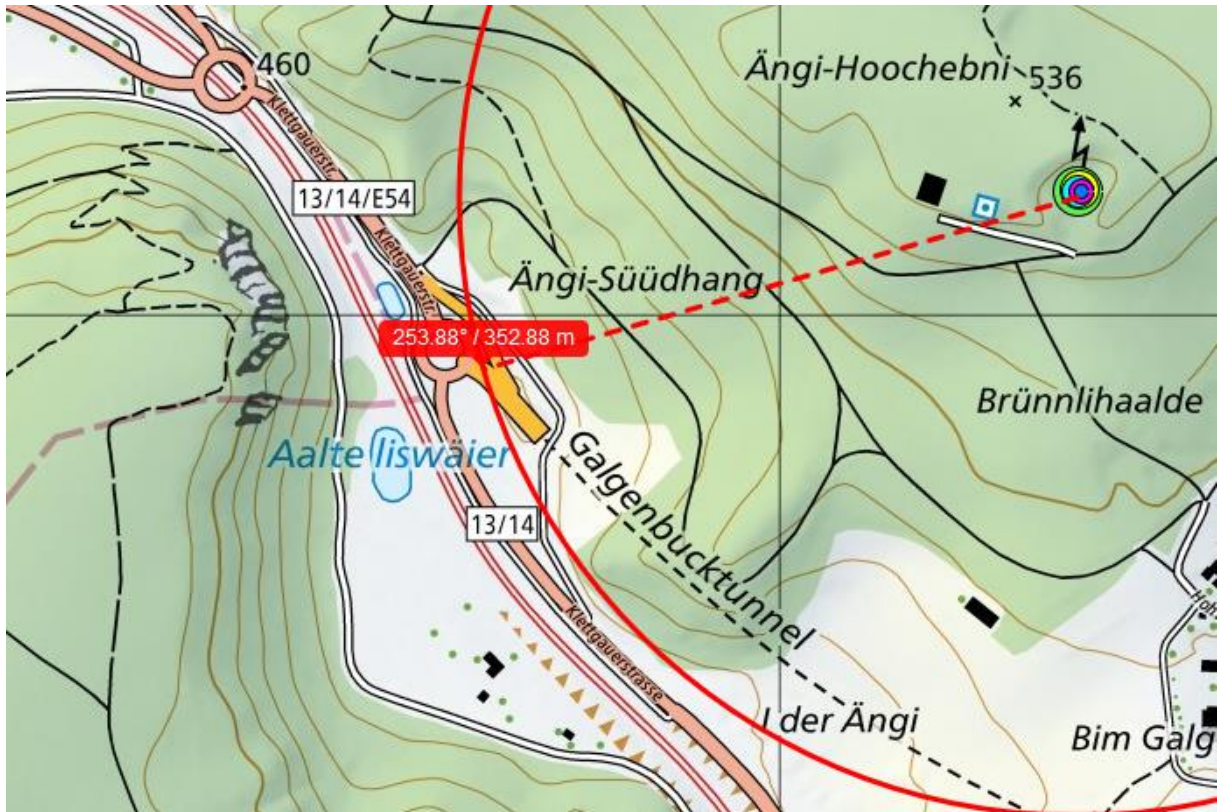 460
Ängi-Hoochebni
536
Klettgauerstr.
13/14/E54
Klettgauerstr.
Ängi-Süüdhang
253.88° / 352.88 m
Brünnlihaalde
Aalte Iiswäier
Galgenbucktunnel
13/14
Klettgauerstrasse
I der Ängi
Bim Galg